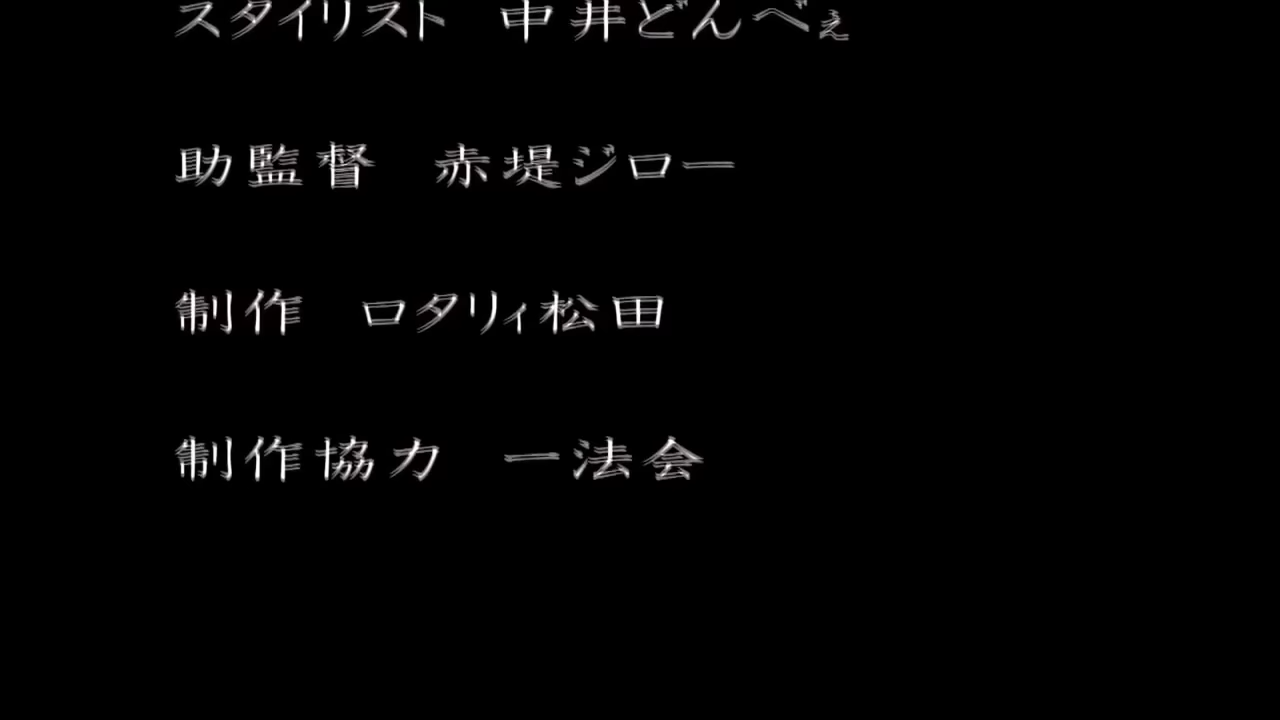 スタイリスト　中井どんべぇ
助監督　赤堤ジロー
制作　ロタリィ松田
制作協力　一法会